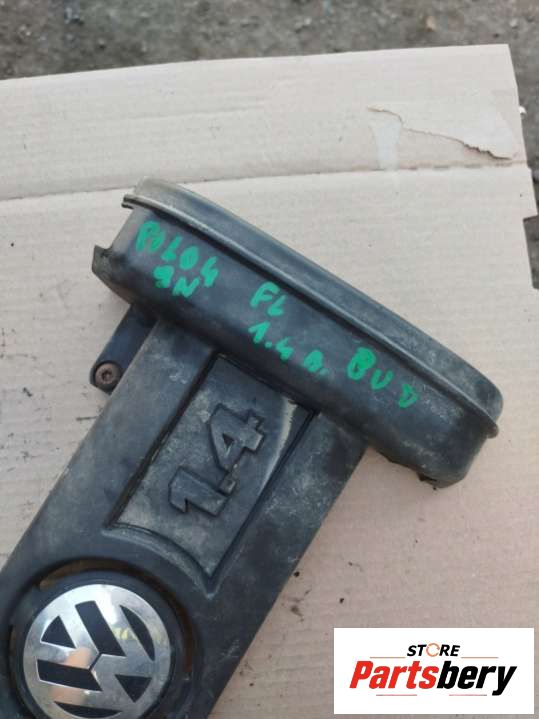 POLO 4
9N
FL
1.4 B.
BUD
1.4
STORE
Partsbery